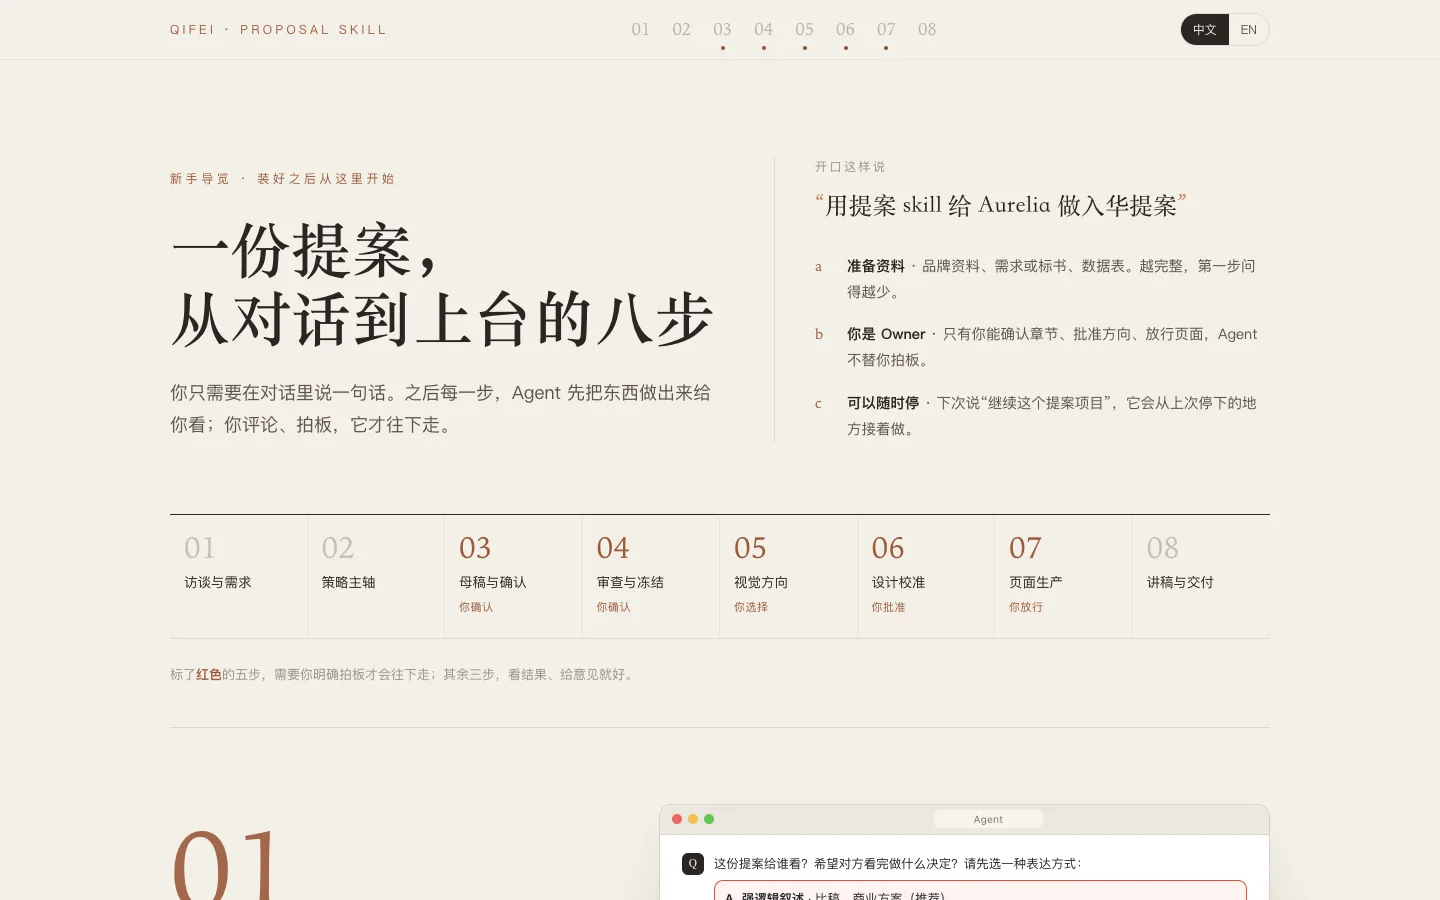 QIFEI · PROPOSAL SKILL
01 02 03 04 05 06 07 08
中文 EN
新手导览 · 装好之后从这里开始
一份提案，
从对话到上台的八步
你只需要在对话里说一句话。之后每一步，Agent 先把东西做出来给
你看；你评论、拍板，它才往下走。
开口这样说
“用提案 skill 给 Aurelia 做入华提案”
a 准备资料 · 品牌资料、需求或标书、数据表。越完整，第一步问
得越少。
b 你是 Owner · 只有你能确认章节、批准方向、放行页面，Agent
不替你拍板。
c 可以随时停 · 下次说“继续这个提案项目”，它会从上次停下的地
方接着做。
01
访谈与需求
02
策略主轴
03
母稿与确认
你确认
04
审查与冻结
你确认
05
视觉方向
你选择
06
设计校准
你批准
07
页面生产
你放行
08
讲稿与交付
标了红色的五步，需要你明确拍板才会往下走；其余三步，看结果、给意见就好。
01
Agent
Q 这份提案给谁看？希望对方看完做什么决定？请先选一种表达方式：
A 强逻辑叙述 · 比稿、商业方案（推荐）